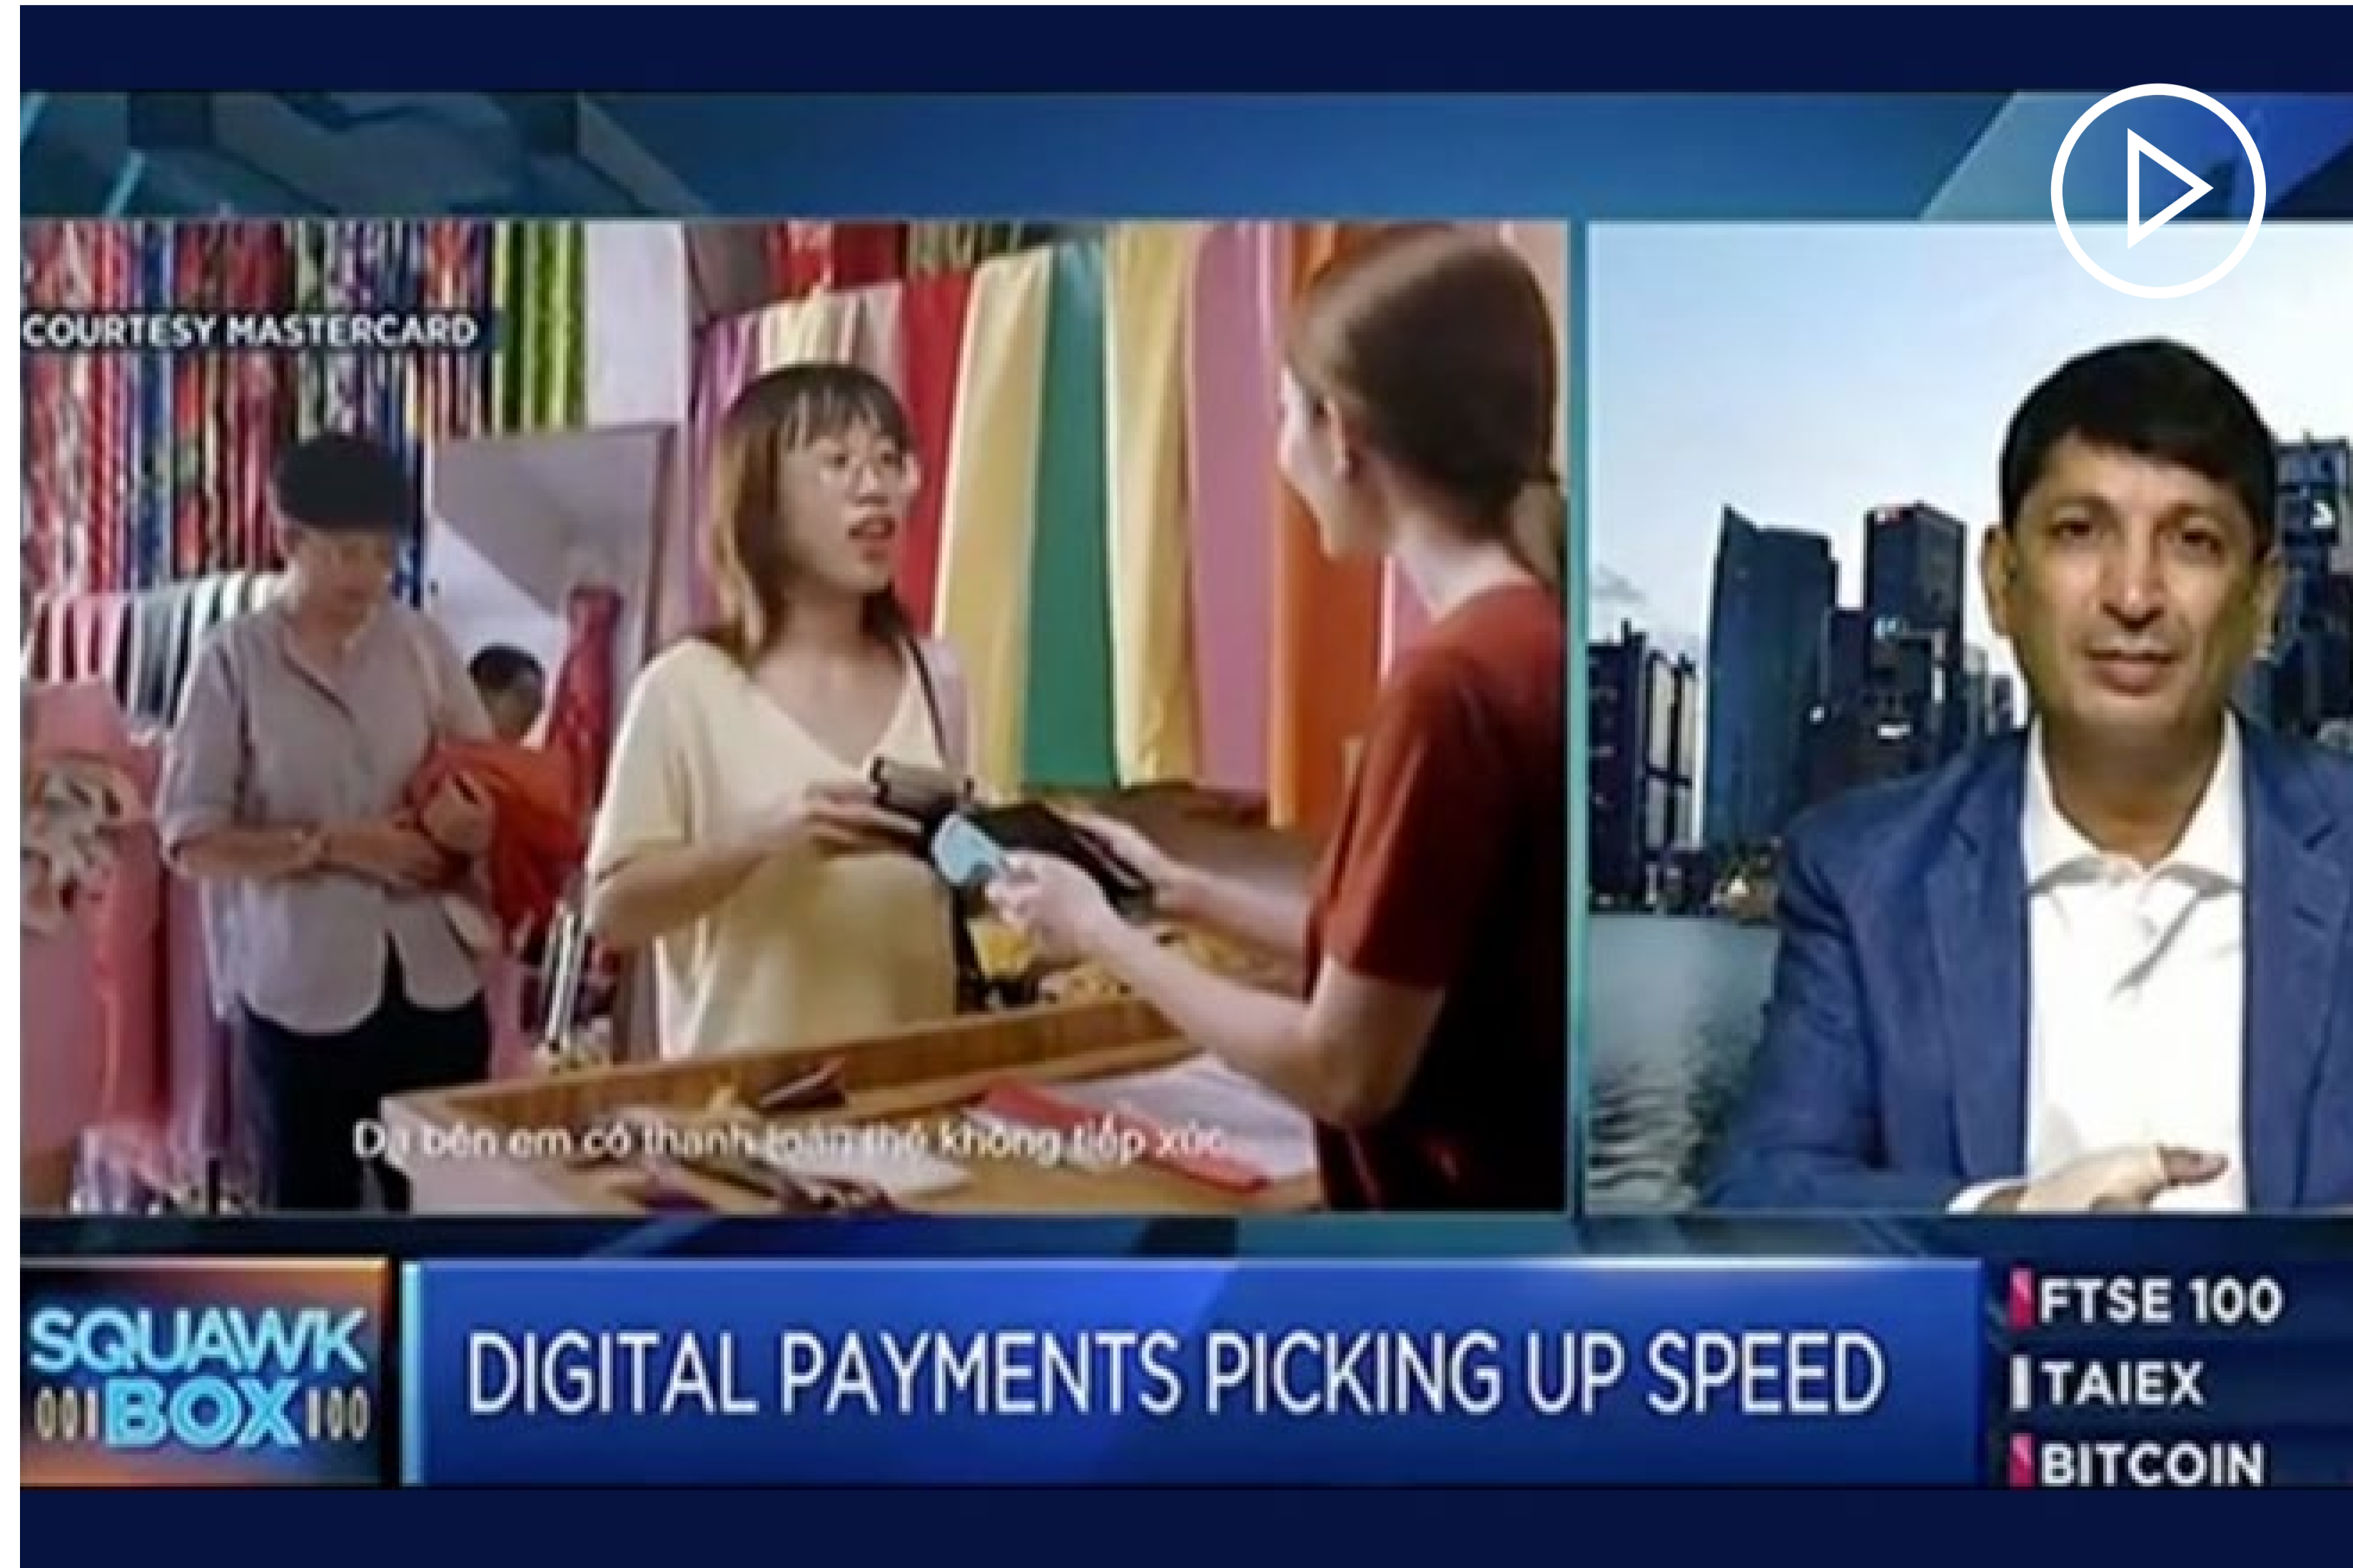 COURTESY MASTERCARD
Dạ bên em có thanh toán thẻ không tiếp xúc
SQUAWK
001 BOX 100
DIGITAL PAYMENTS PICKING UP SPEED
FTSE 100
TAIEX
BITCOIN